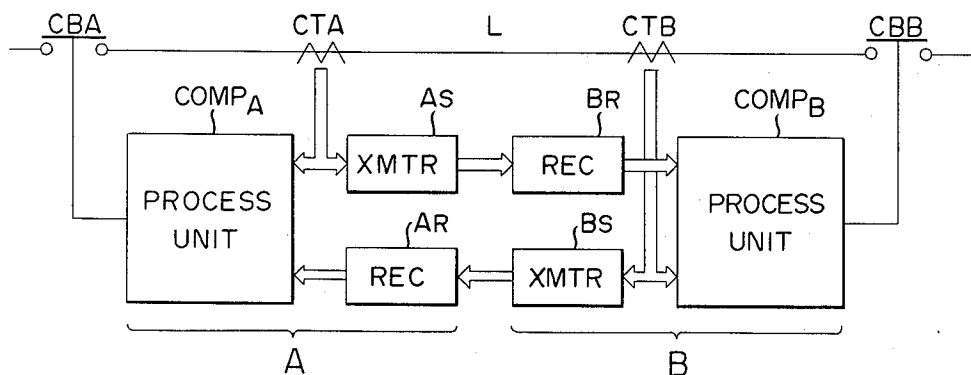 CBA CTA L CTB CBB
COMPA AS BR COMPB
PROCESS UNIT
XMTR
REC
PROCESS UNIT
AR BS
REC
XMTR
A B